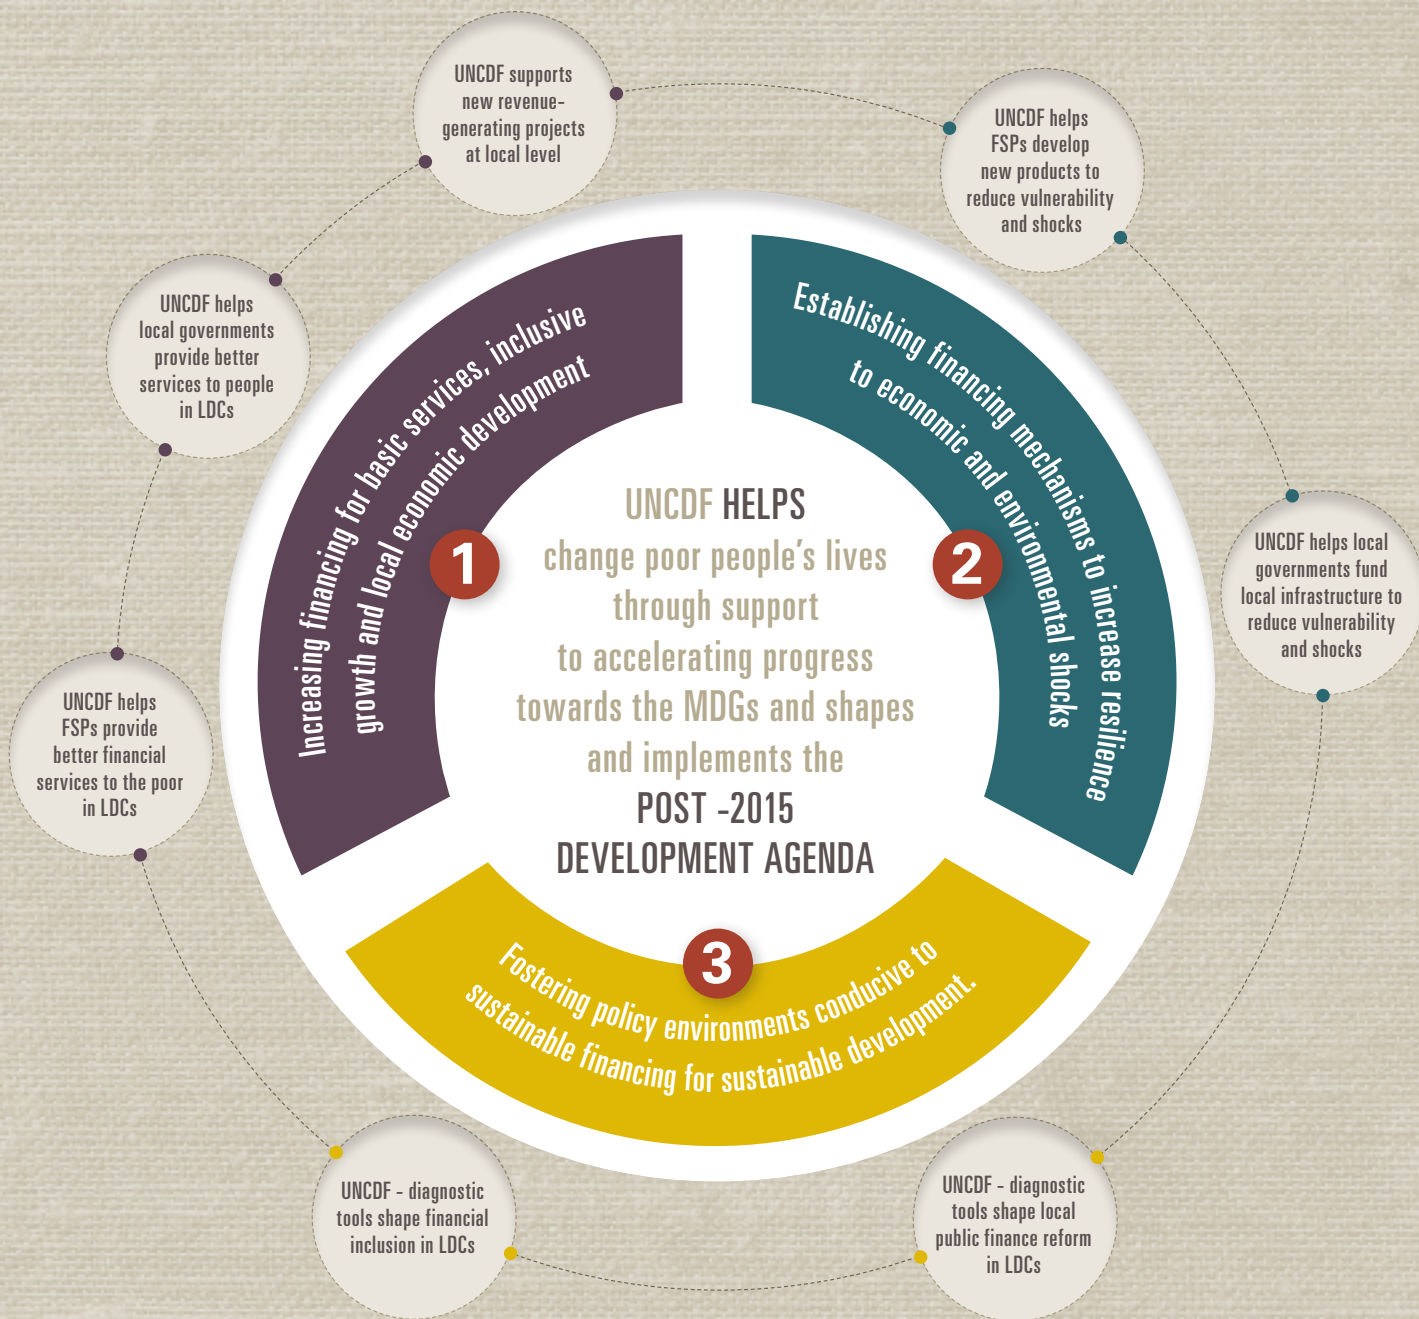 UNCDF supports
new revenue-
generating projects
at local level
UNCDF helps
FSPs develop
new products to
reduce vulnerability
and shocks
UNCDF helps
local governments
provide better
services to people
in LDCs
UNCDF helps local
governments fund
local infrastructure to
reduce vulnerability
and shocks
UNCDF helps
FSPs provide
better financial
services to the poor
in LDCs
Increasing financing for basic services, inclusive
growth and local economic development
1
Establishing financing mechanisms to increase resilience
to economic and environmental shocks
2
UNCDF HELPS
change poor people's lives
through support
to accelerating progress
towards the MDGs and shapes
and implements the
POST -2015
DEVELOPMENT AGENDA
3
Fostering policy environments conducive to
sustainable financing for sustainable development.
UNCDF - diagnostic
tools shape financial
inclusion in LDCs
UNCDF - diagnostic
tools shape local
public finance reform
in LDCs